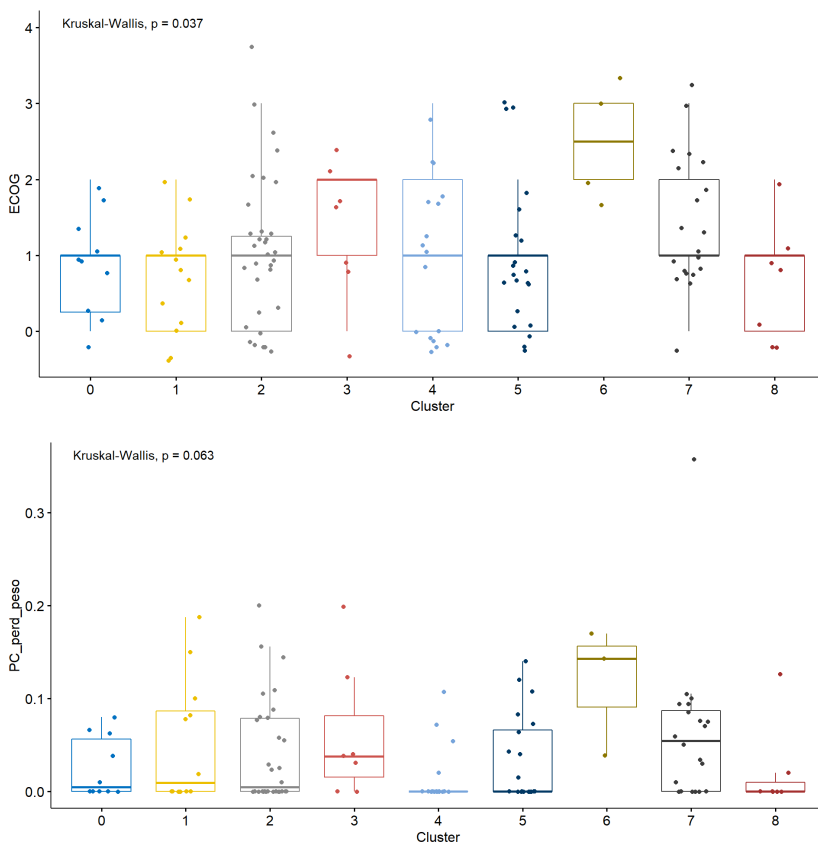 Kruskal-Wallis, p = 0.037
4
3
2
1
0
ECOG
0 1 2 3 4 5 6 7 8
Cluster
Kruskal-Wallis, p = 0.063
0.3
0.2
0.1
0.0
PC_perd_peso
0 1 2 3 4 5 6 7 8
Cluster